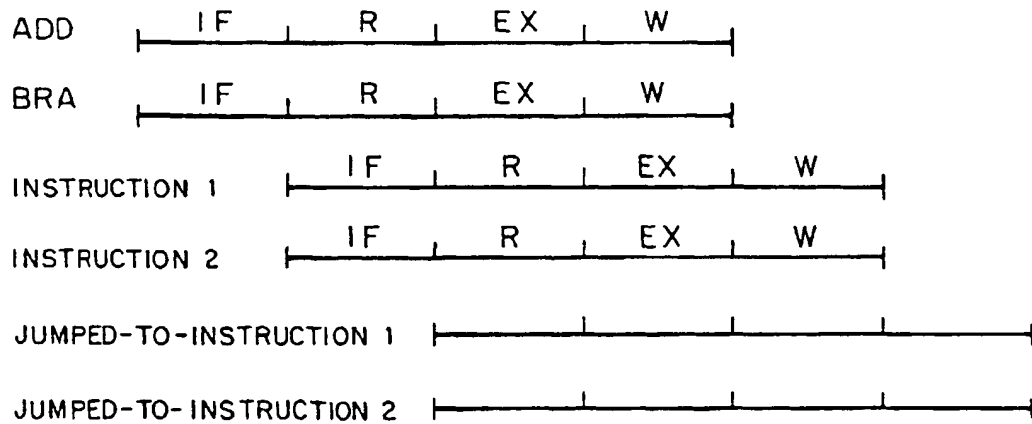 ADD IF R EX W
BRA IF R EX W
INSTRUCTION 1 IF R EX W
INSTRUCTION 2 IF R EX W
JUMPED-TO-INSTRUCTION 1
JUMPED-TO-INSTRUCTION 2